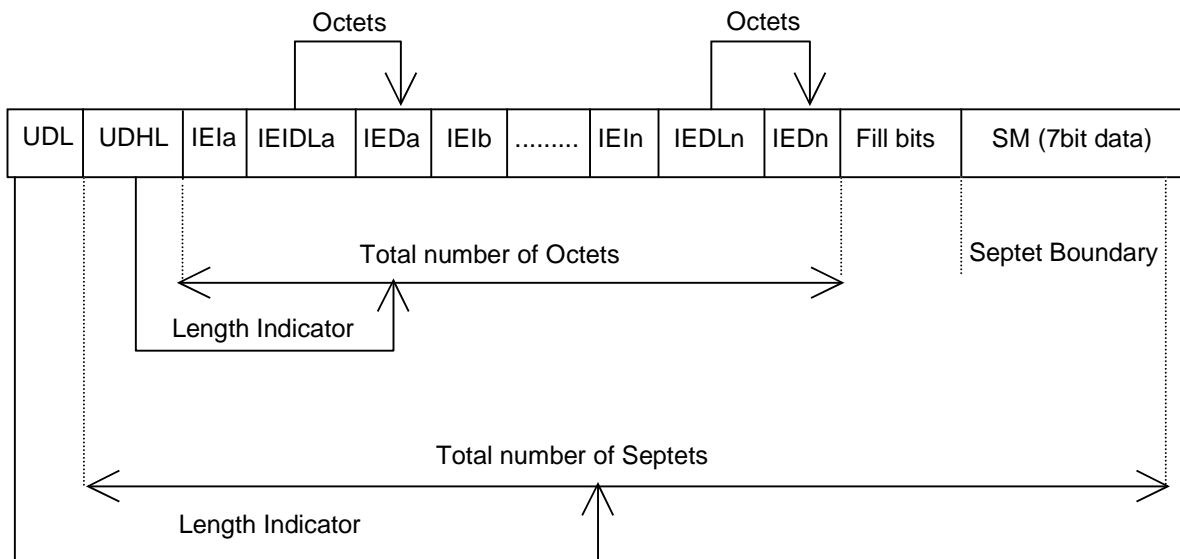 Octets Octets
UDL UDHL IEIa IEIDLa IEDa IEIb ......... IEIn IEDLn IEDn Fill bits SM (7bit data)
Total number of Octets Septet Boundary
Length Indicator
Total number of Septets
Length Indicator